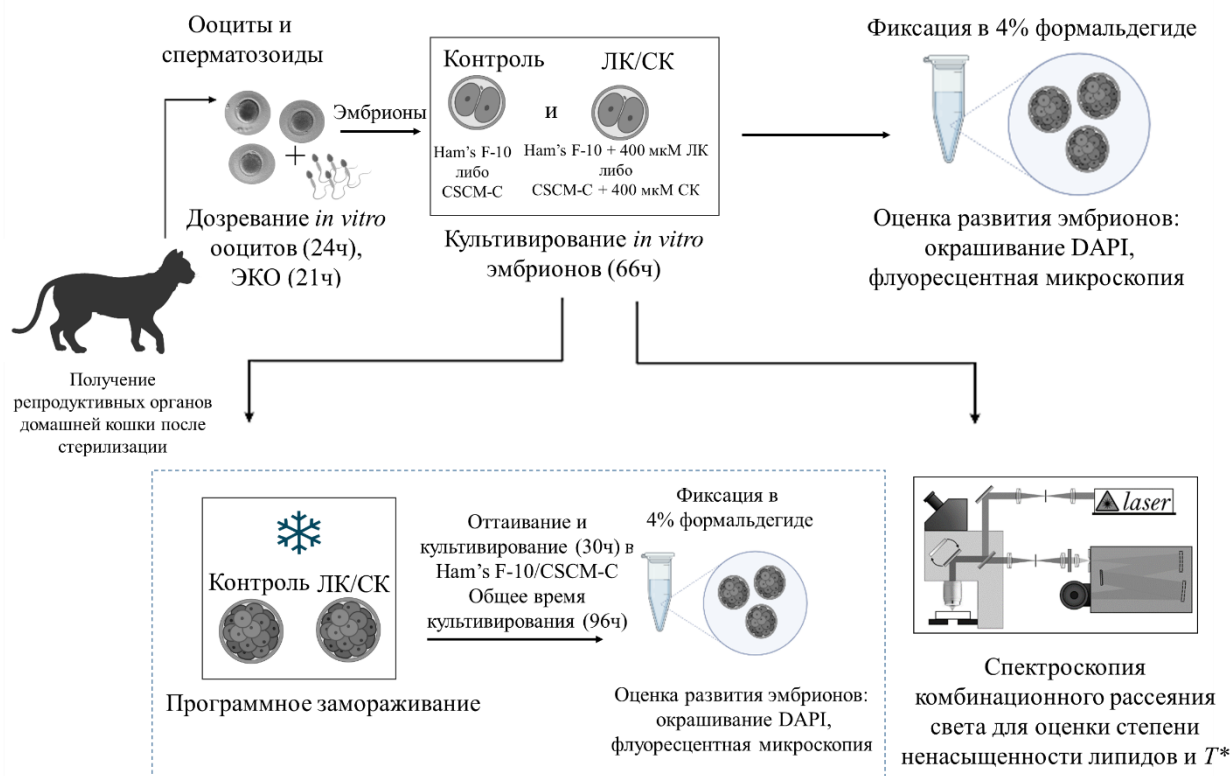 Ооциты и
сперматозоиды
Эмбрионы
Дозревание in vitro
ооцитов (24ч),
ЭКО (21ч)
Получение
репродуктивных органов
домашней кошки после
стерилизации
Контроль
ЛК/СК
и
Ham’s F-10
либо
CSCM-C
Ham’s F-10 + 400 мкМ ЛК
либо
CSCM-C + 400 мкМ СК
Культивирование in vitro
эмбрионов (66ч)
Фиксация в 4% формальдегиде
Оценка развития эмбрионов:
окрашивание DAPI,
флуоресцентная микроскопия
Контроль
ЛК/СК
Программное замораживание
Оттаивание и
культивирование (30ч) в
Ham’s F-10/CSCM-C
Общее время
культивирования (96ч)
Фиксация в
4% формальдегиде
Оценка развития эмбрионов:
окрашивание DAPI,
флуоресцентная микроскопия
laser
Спектроскопия
комбинационного рассеяния
света для оценки степени
ненасыщенности липидов и T*